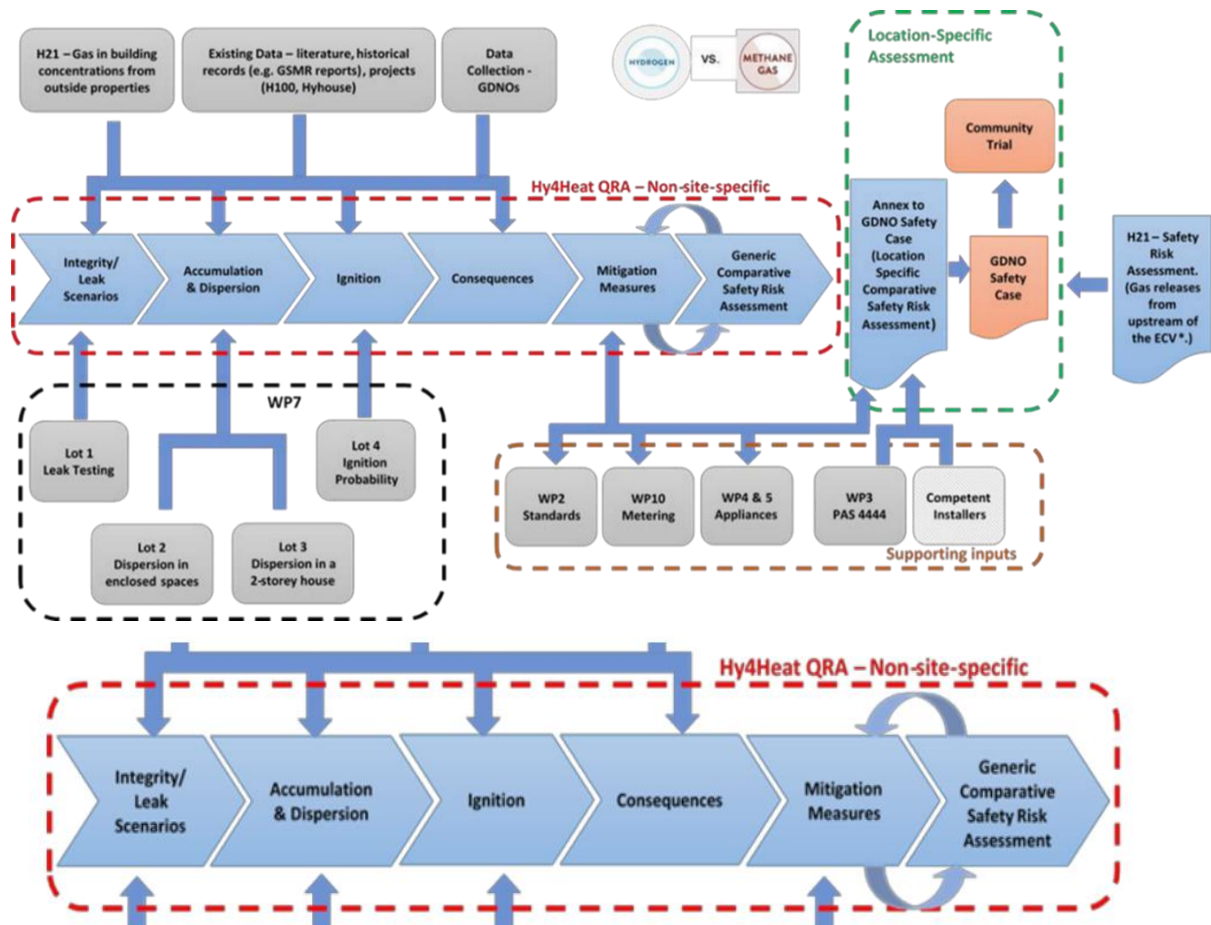 H21 – Gas in building
concentrations from
outside properties
Existing Data – literature, historical
records (e.g. GSMR reports), projects
(H100, Hyhouse)
Data
Collection -
GDNOs
HYDROGEN
VS.
METHANE
GAS
Location-Specific
Assessment
Community
Trial
Hy4Heat QRA – Non-site-specific
Integrity/
Leak
Scenarios
Accumulation
& Dispersion
Ignition
Consequences
Mitigation
Measures
Generic
Comparative
Safety Risk
Assessment
Annex to
GDNO Safety
Case
(Location
Specific
Comparative
Safety Risk
Assessment)
GDNO
Safety
Case
H21 – Safety
Risk
Assessment.
(Gas releases
from
upstream of
the ECV*.)
WP7
Lot 1
Leak Testing
Lot 4
Ignition
Probability
Lot 2
Dispersion in
enclosed spaces
Lot 3
Dispersion in a
2-storey house
WP2
Standards
WP10
Metering
WP4 & 5
Appliances
WP3
PAS 4444
Competent
Installers
Supporting inputs
Hy4Heat QRA – Non-site-specific
Integrity/
Leak
Scenarios
Accumulation
& Dispersion
Ignition
Consequences
Mitigation
Measures
Generic
Comparative
Safety Risk
Assessment